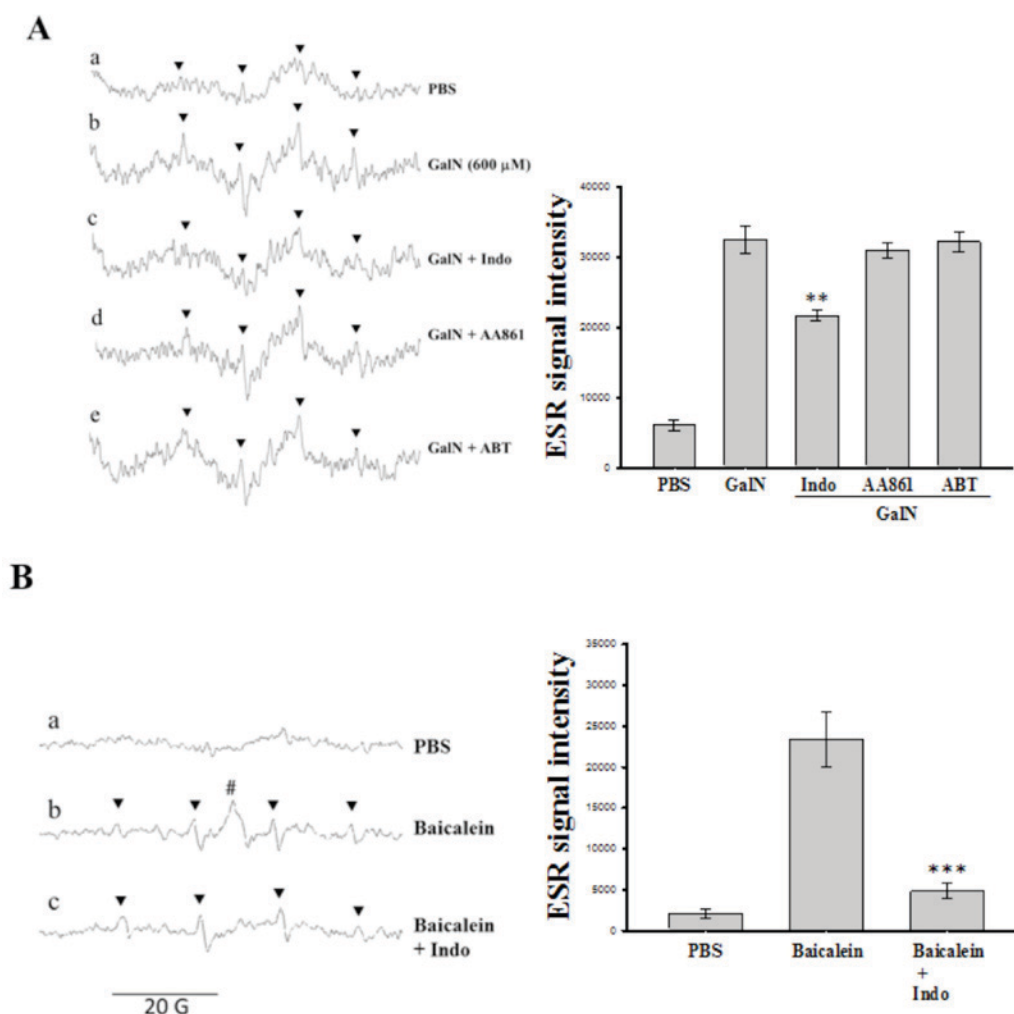 A
a
PBS
b
GalN (600 μM)
c
GalN + Indo
d
GalN + AA861
e
GalN + ABT
ESR signal intensity
40000
30000
20000
10000
0
**
PBS GalN Indo AA861 ABT
GalN
B
a
PBS
#
b
Baicalein
c
Baicalein
+ Indo
20 G
ESR signal intensity
35000
30000
25000
20000
15000
10000
5000
0
***
PBS Baicalein Baicalein
+
Indo